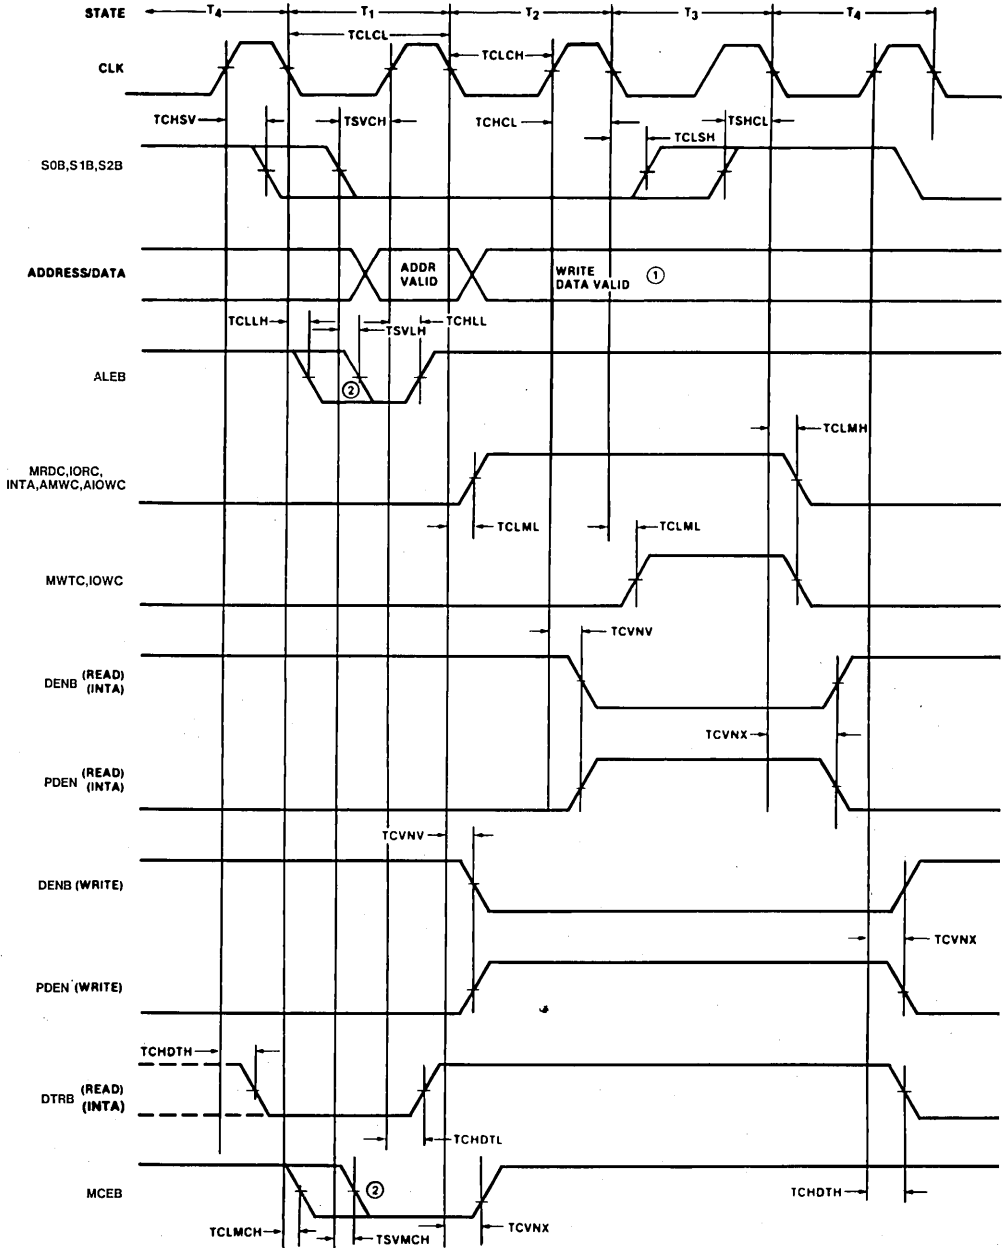 STATE T4 T1 T2 T3 T4
TCLCL
CLK TCLCH
TCHSV TSVCH TCHCL TSHCL
TCLSH
S0B,S1B,S2B
ADDRESS/DATA ADDR VALID WRITE DATA VALID ①
TCLLH TSVLH TCHLL
ALEB ②
TCLMH
MRDC,IORC,
INTA,AMWC,AIOWC
TCLML
TCLML
MWTC,IOWC
TCVNV
DENB (READ)
(INTA)
TCVNX
PDEN (READ)
(INTA)
TCVNV
DENB (WRITE)
TCVNX
PDEN (WRITE)
TCHDTH
DTRB (READ)
(INTA)
TCHDTL
MCEB ②
TCHDTH
TCLMCH TSVMCH TCVNX